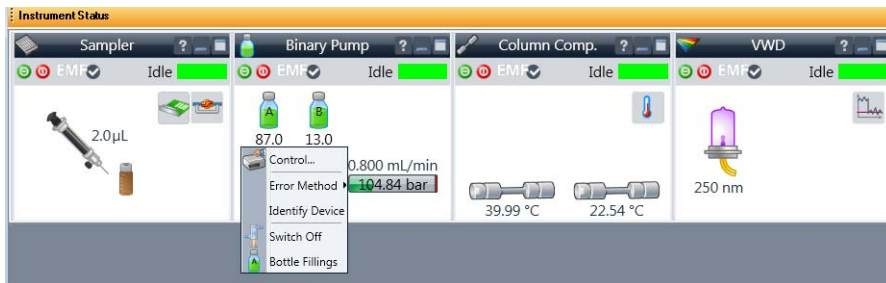 Instrument Status
Sampler ?
EMF Idle
2.0µL
Binary Pump ?
EMF Idle
A B
87.0 13.0
0.800 mL/min
104.84 bar
Control...
Error Method
Identify Device
Switch Off
A Bottle Fillings
Column Comp. ?
EMF Idle
39.99 °C 22.54 °C
VWD ?
EMF Idle
250 nm